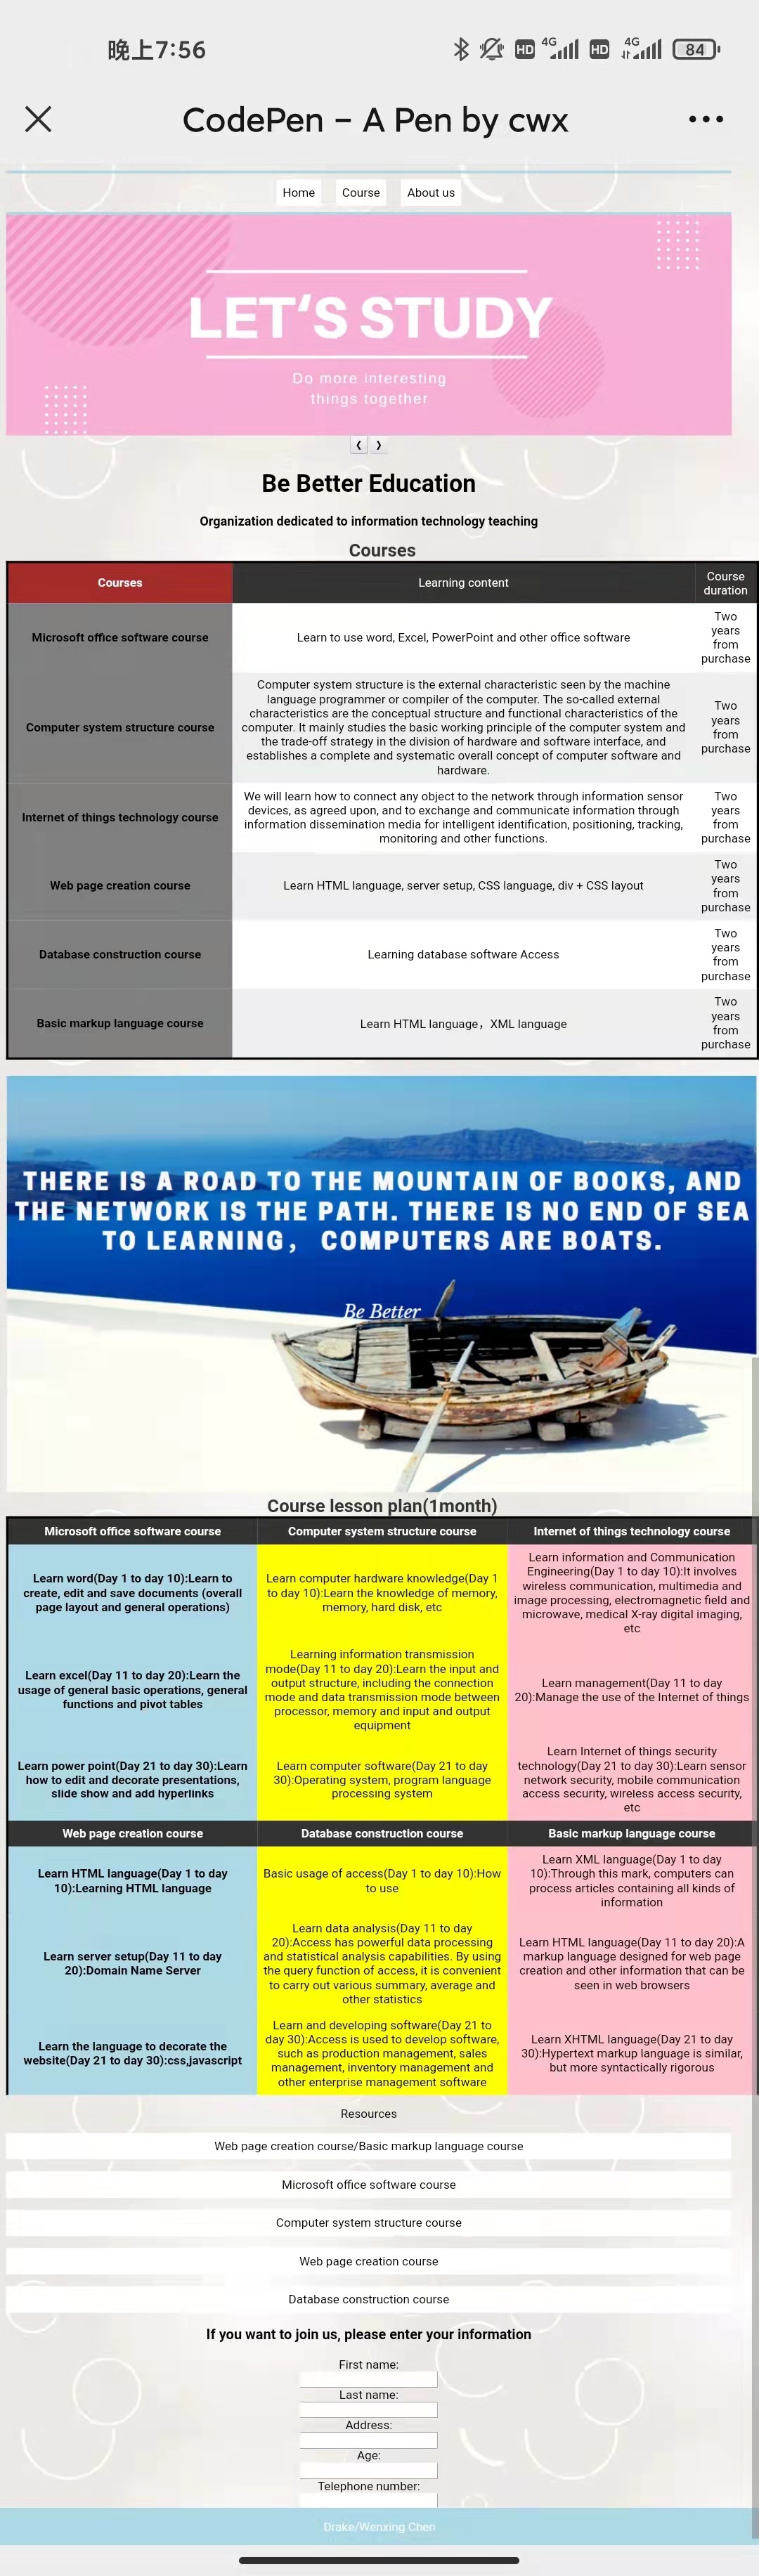 晚上7:56
HD 4G HD 4G 84
CodePen - A Pen by cwx
Home Course About us
LET'S STUDY
Do more interesting
things together
❮ ❯
Be Better Education
Organization dedicated to information technology teaching
Courses
Courses Learning content Course
duration
Microsoft office software course Learn to use word, Excel, PowerPoint and other office software Two
years
from
purchase
Computer system structure course
Computer system structure is the external characteristic seen by the machine
language programmer or compiler of the computer. The so-called external
characteristics are the conceptual structure and functional characteristics of the
computer. It mainly studies the basic working principle of the computer system and
the trade-off strategy in the division of hardware and software interface, and
establishes a complete and systematic overall concept of computer software and
hardware.
Two
years
from
purchase
Internet of things technology course
We will learn how to connect any object to the network through information sensor
devices, as agreed upon, and to exchange and communicate information through
information dissemination media for intelligent identification, positioning, tracking,
monitoring and other functions.
Two
years
from
purchase
Web page creation course Learn HTML language, server setup, CSS language, div + CSS layout
Two
years
from
purchase
Database construction course Learning database software Access
Two
years
from
purchase
Basic markup language course Learn HTML language，XML language
Two
years
from
purchase
THERE IS A ROAD TO THE MOUNTAIN OF BOOKS, AND
THE NETWORK IS THE PATH. THERE IS NO END OF SEA
TO LEARNING， COMPUTERS ARE BOATS.
Be Better
Course lesson plan(1month)
Microsoft office software course Computer system structure course Internet of things technology course
Learn word(Day 1 to day 10):Learn to
create, edit and save documents (overall
page layout and general operations)
Learn computer hardware knowledge(Day 1
to day 10):Learn the knowledge of memory,
memory, hard disk, etc
Learn information and Communication
Engineering(Day 1 to day 10):It involves
wireless communication, multimedia and
image processing, electromagnetic field and
microwave, medical X-ray digital imaging,
etc
Learn excel(Day 11 to day 20):Learn the
usage of general basic operations, general
functions and pivot tables
Learning information transmission
mode(Day 11 to day 20):Learn the input and
output structure, including the connection
mode and data transmission mode between
processor, memory and input and output
equipment
Learn management(Day 11 to day
20):Manage the use of the Internet of things
Learn power point(Day 21 to day 30):Learn
how to edit and decorate presentations,
slide show and add hyperlinks
Learn computer software(Day 21 to day
30):Operating system, program language
processing system
Learn Internet of things security
technology(Day 21 to day 30):Learn sensor
network security, mobile communication
access security, wireless access security,
etc
Web page creation course Database construction course Basic markup language course
Learn HTML language(Day 1 to day
10):Learning HTML language
Basic usage of access(Day 1 to day 10):How
to use
Learn XML language(Day 1 to day
10):Through this mark, computers can
process articles containing all kinds of
information
Learn server setup(Day 11 to day
20):Domain Name Server
Learn data analysis(Day 11 to day
20):Access has powerful data processing
and statistical analysis capabilities. By using
the query function of access, it is convenient
to carry out various summary, average and
other statistics
Learn HTML language(Day 11 to day 20):A
markup language designed for web page
creation and other information that can be
seen in web browsers
Learn the language to decorate the
website(Day 21 to day 30):css,javascript
Learn and developing software(Day 21 to
day 30):Access is used to develop software,
such as production management, sales
management, inventory management and
other enterprise management software
Learn XHTML language(Day 21 to day
30):Hypertext markup language is similar,
but more syntactically rigorous
Resources
Web page creation course/Basic markup language course
Microsoft office software course
Computer system structure course
Web page creation course
Database construction course
If you want to join us, please enter your information
First name:
Last name:
Address:
Age:
Telephone number:
Drake/Wenxing Chen